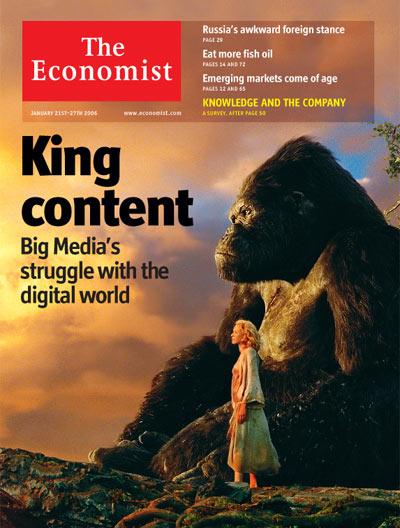 The
Economist
JANUARY 21ST-27TH 2006 www.economist.com
Russia's awkward foreign stance
PAGE 29
Eat more fish oil
PAGES 14 AND 72
Emerging markets come of age
PAGES 12 AND 65
KNOWLEDGE AND THE COMPANY
A SURVEY, AFTER PAGE 50
King
content
Big Media's
struggle with the
digital world